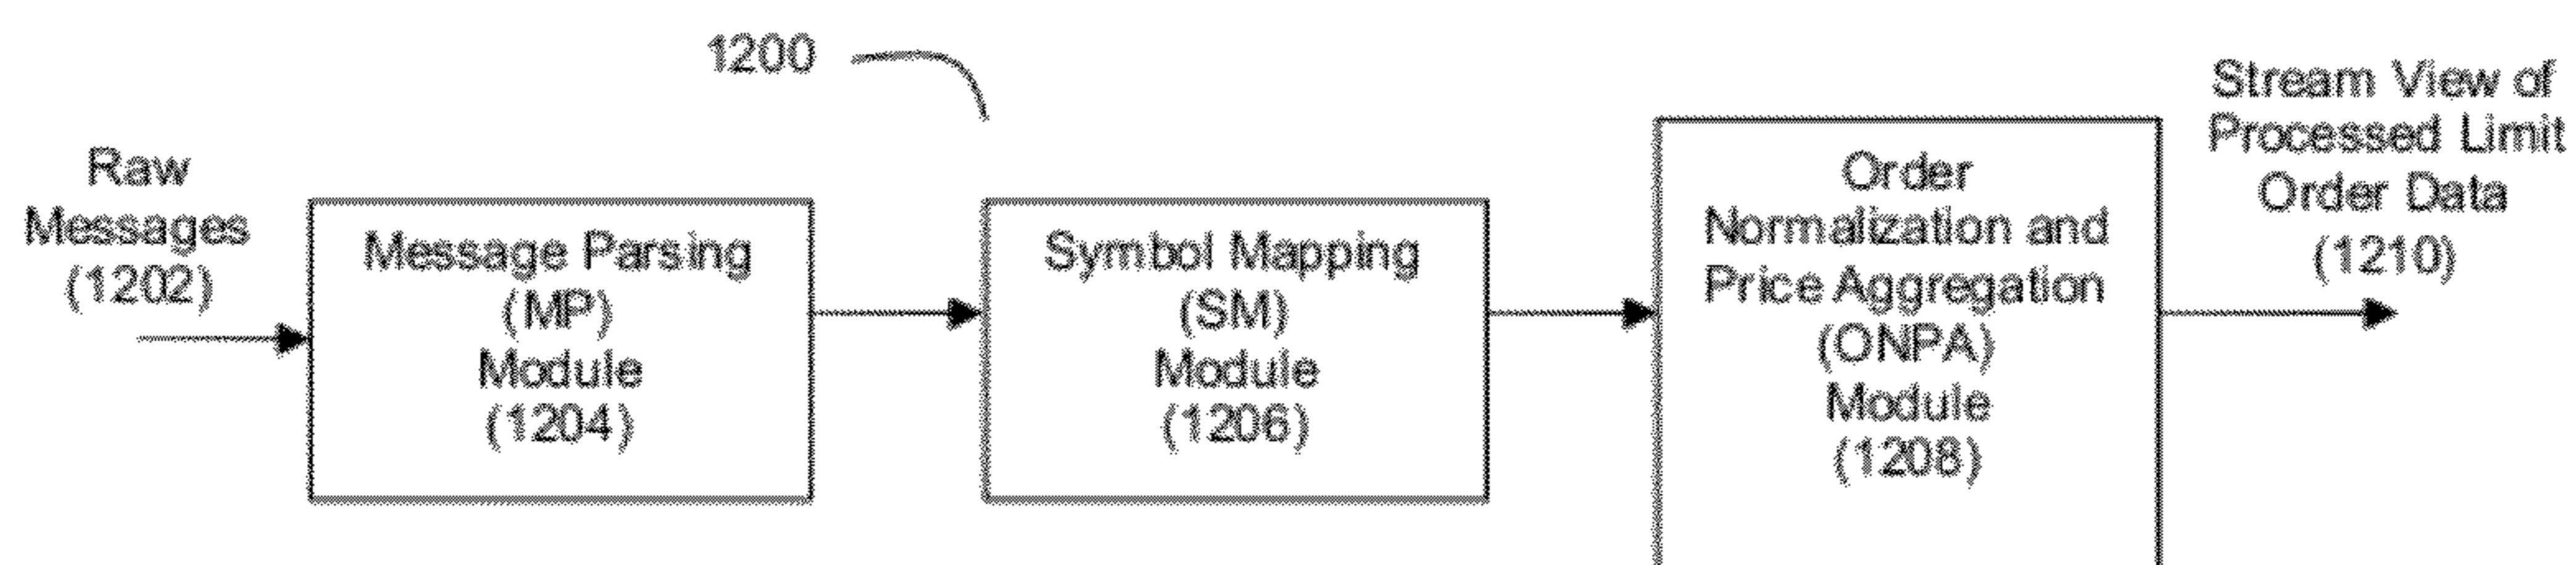 1200
Raw
Messages
(1202)
Message Parsing
(MP)
Module
(1204)
Symbol Mapping
(SM)
Module
(1206)
Order
Normalization and
Price Aggregation
(ONPA)
Module
(1208)
Stream View of
Processed Limit
Order Data
(1210)